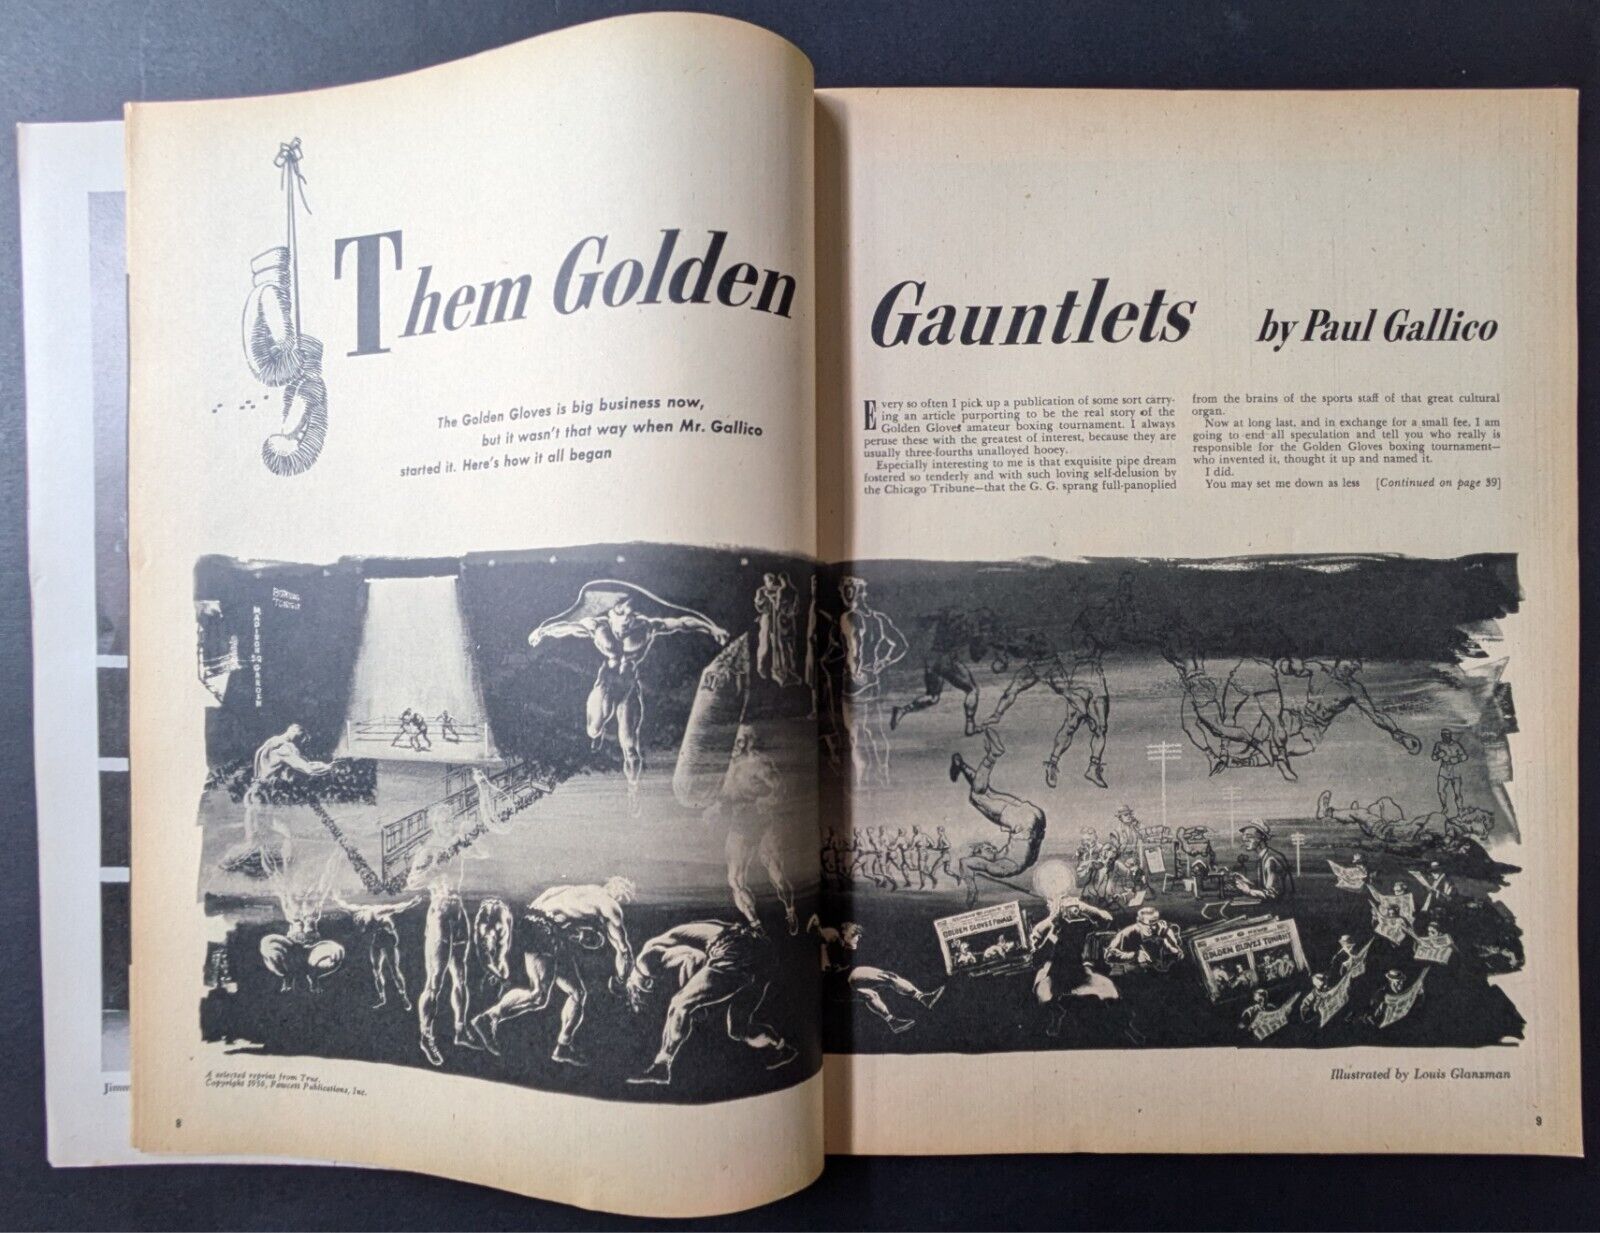 Them Golden
Gauntlets
by Paul Gallico
The Golden Gloves is big business now,
but it wasn't that way when Mr. Gallico
started it. Here's how it all began
Every so often I pick up a publication of some sort carry-
ing an article purporting to be the real story of the
Golden Gloves amateur boxing tournament. I always
peruse these with the greatest of interest, because they are
usually three-fourths unalloyed hooey.
Especially interesting to me is that exquisite pipe dream
fostered so tenderly and with such loving self-delusion by
the Chicago Tribune—that the G. G. sprang full-panoplied
from the brains of the sports staff of that great cultural
organ.
Now at long last, and in exchange for a small fee, I am
going to end all speculation and tell you who really is
responsible for the Golden Gloves boxing tournament—
who invented it, thought it up and named it.
I did.
You may set me down as less [Continued on page 39]
BOXING
TONIGHT
MADISON
SQ
GARDEN
GOLDEN GLOVES FINALS
GOLDEN GLOVES TONIGHT
A selected reprint from True.
Copyright 1950, Fawcett Publications, Inc.
Illustrated by Louis Glanzman
Jimm
8
9